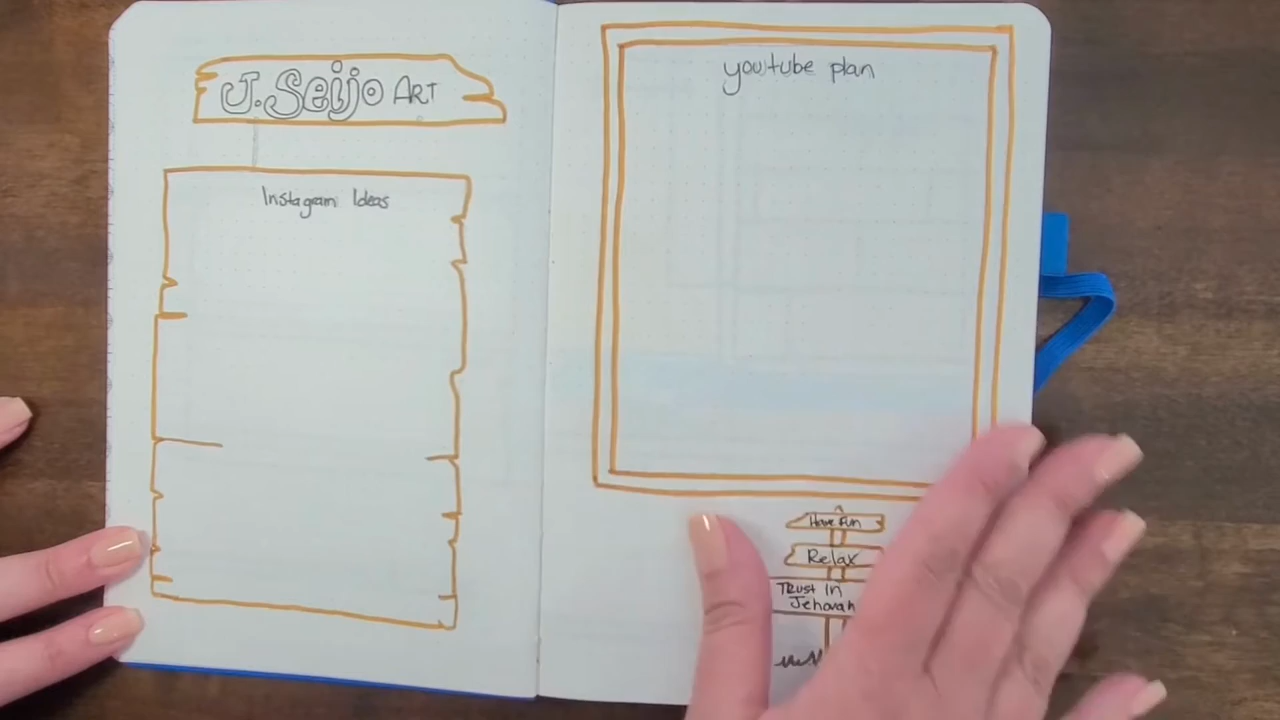 J. Seijo ART
Instagram Ideas
youtube plan
Have fun
Relax
Trust In
Jehovah